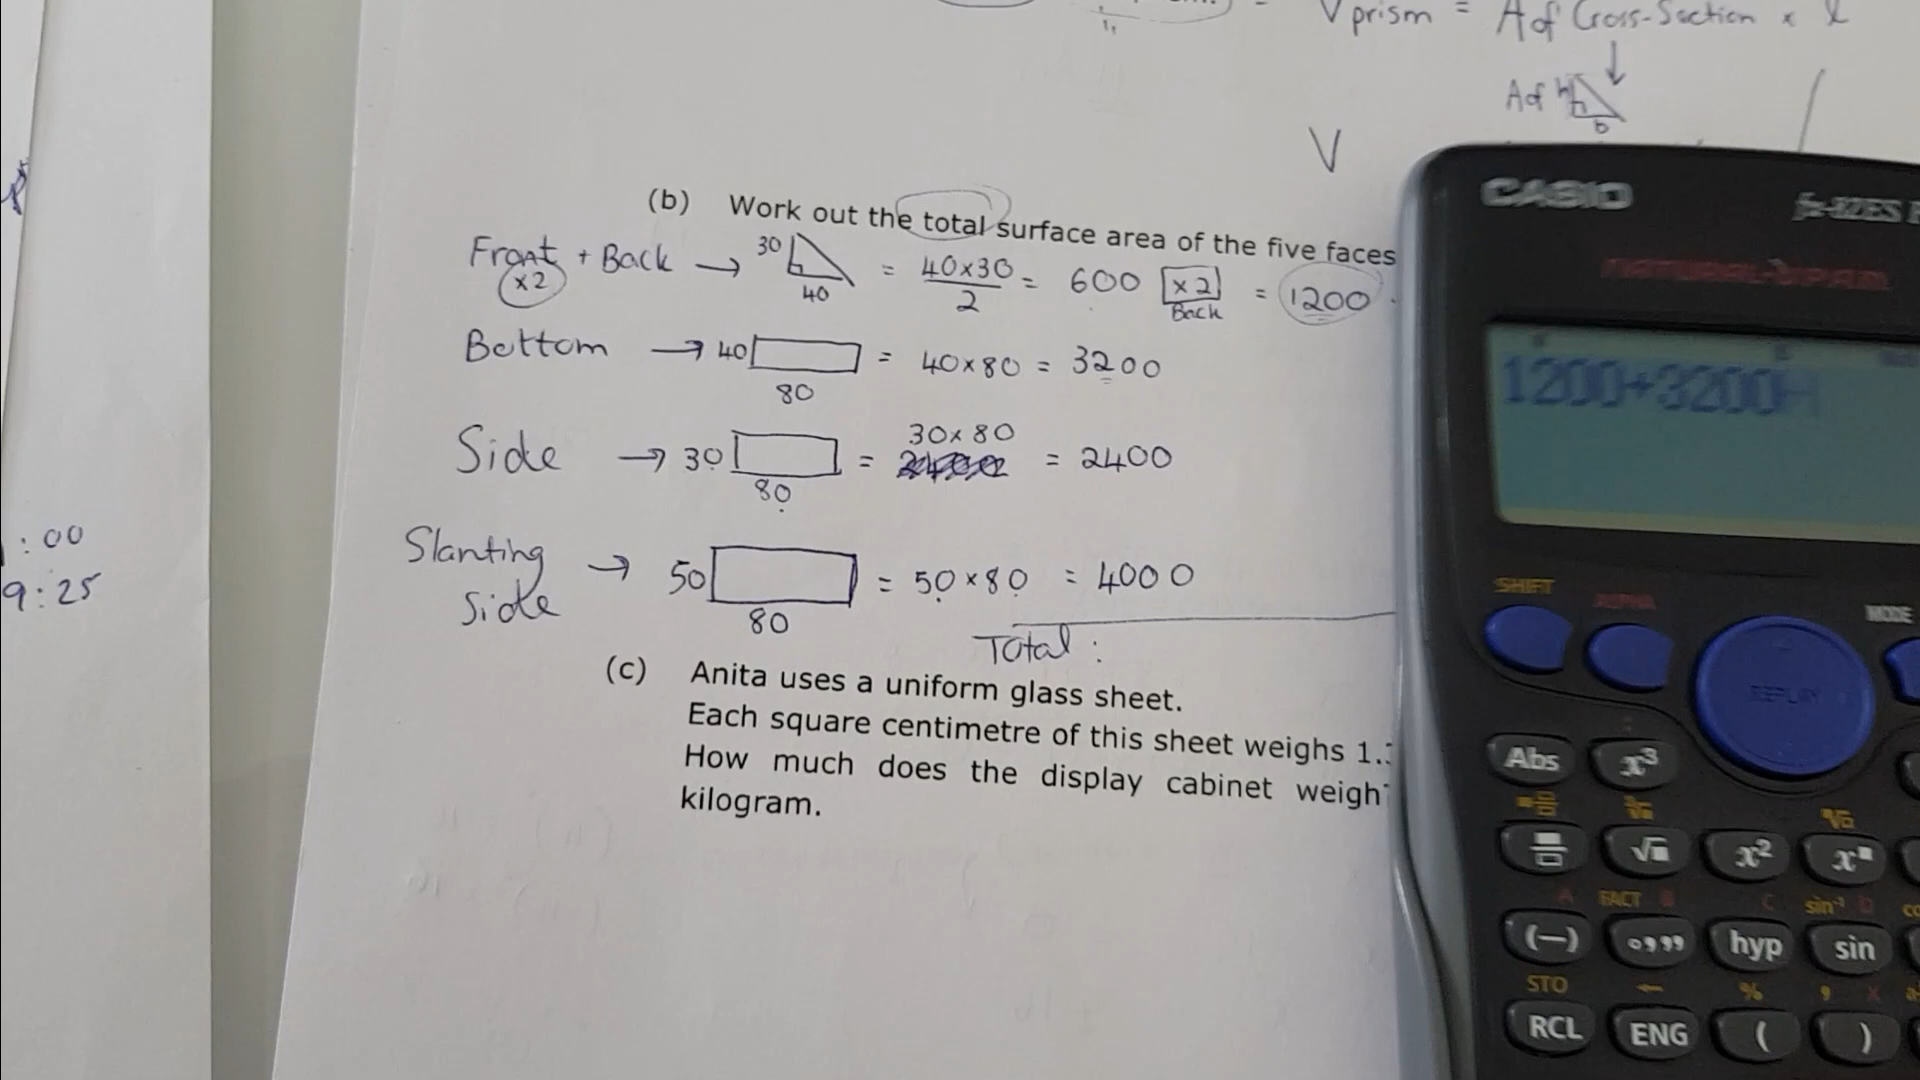 V prism = A of Cross-Section × l
A of h b
V
(b) Work out the total surface area of the five faces
Front + Back → 30 40 = 40×30 / 2 = 600 ×2 Back = 1200
×2
Bottom → 40 80 = 40×80 = 3200
Side → 30 80 = 30×80 = 2400
Slanting side → 50 80 = 50×80 = 4000
Total :
(c) Anita uses a uniform glass sheet.
Each square centimetre of this sheet weighs 1.
How much does the display cabinet weigh
kilogram.
:00
9:25
CASIO
NATURAL-V.P.A.M.
1200+3200+
SHIFT ALPHA MODE
REPLAY
Abs x³
√ x² x
A FACT B C sin⁻¹ D
(−) ° ' " hyp sin
STO ← % , X
RCL ENG ( )